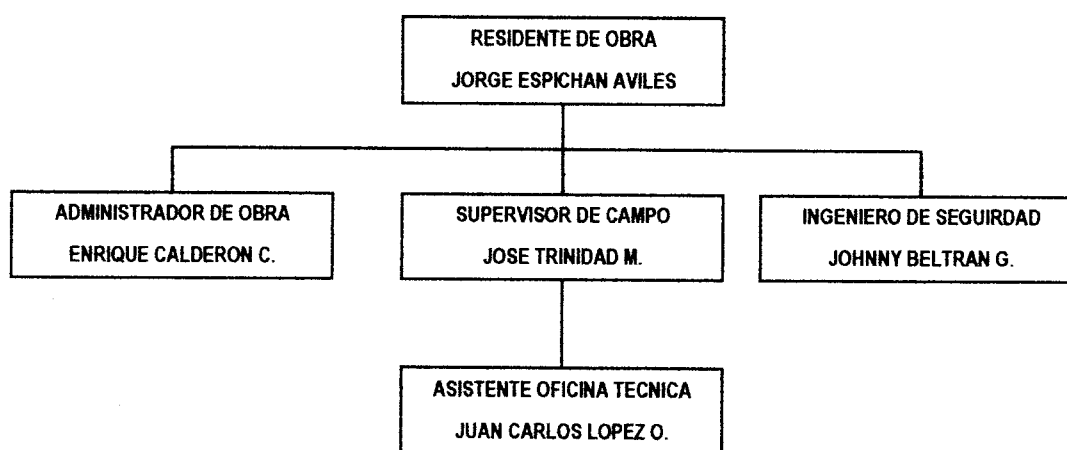 RESIDENTE DE OBRA
JORGE ESPICHAN AVILES
ADMINISTRADOR DE OBRA
ENRIQUE CALDERON C.
SUPERVISOR DE CAMPO
JOSE TRINIDAD M.
INGENIERO DE SEGUIRDAD
JOHNNY BELTRAN G.
ASISTENTE OFICINA TECNICA
JUAN CARLOS LOPEZ O.